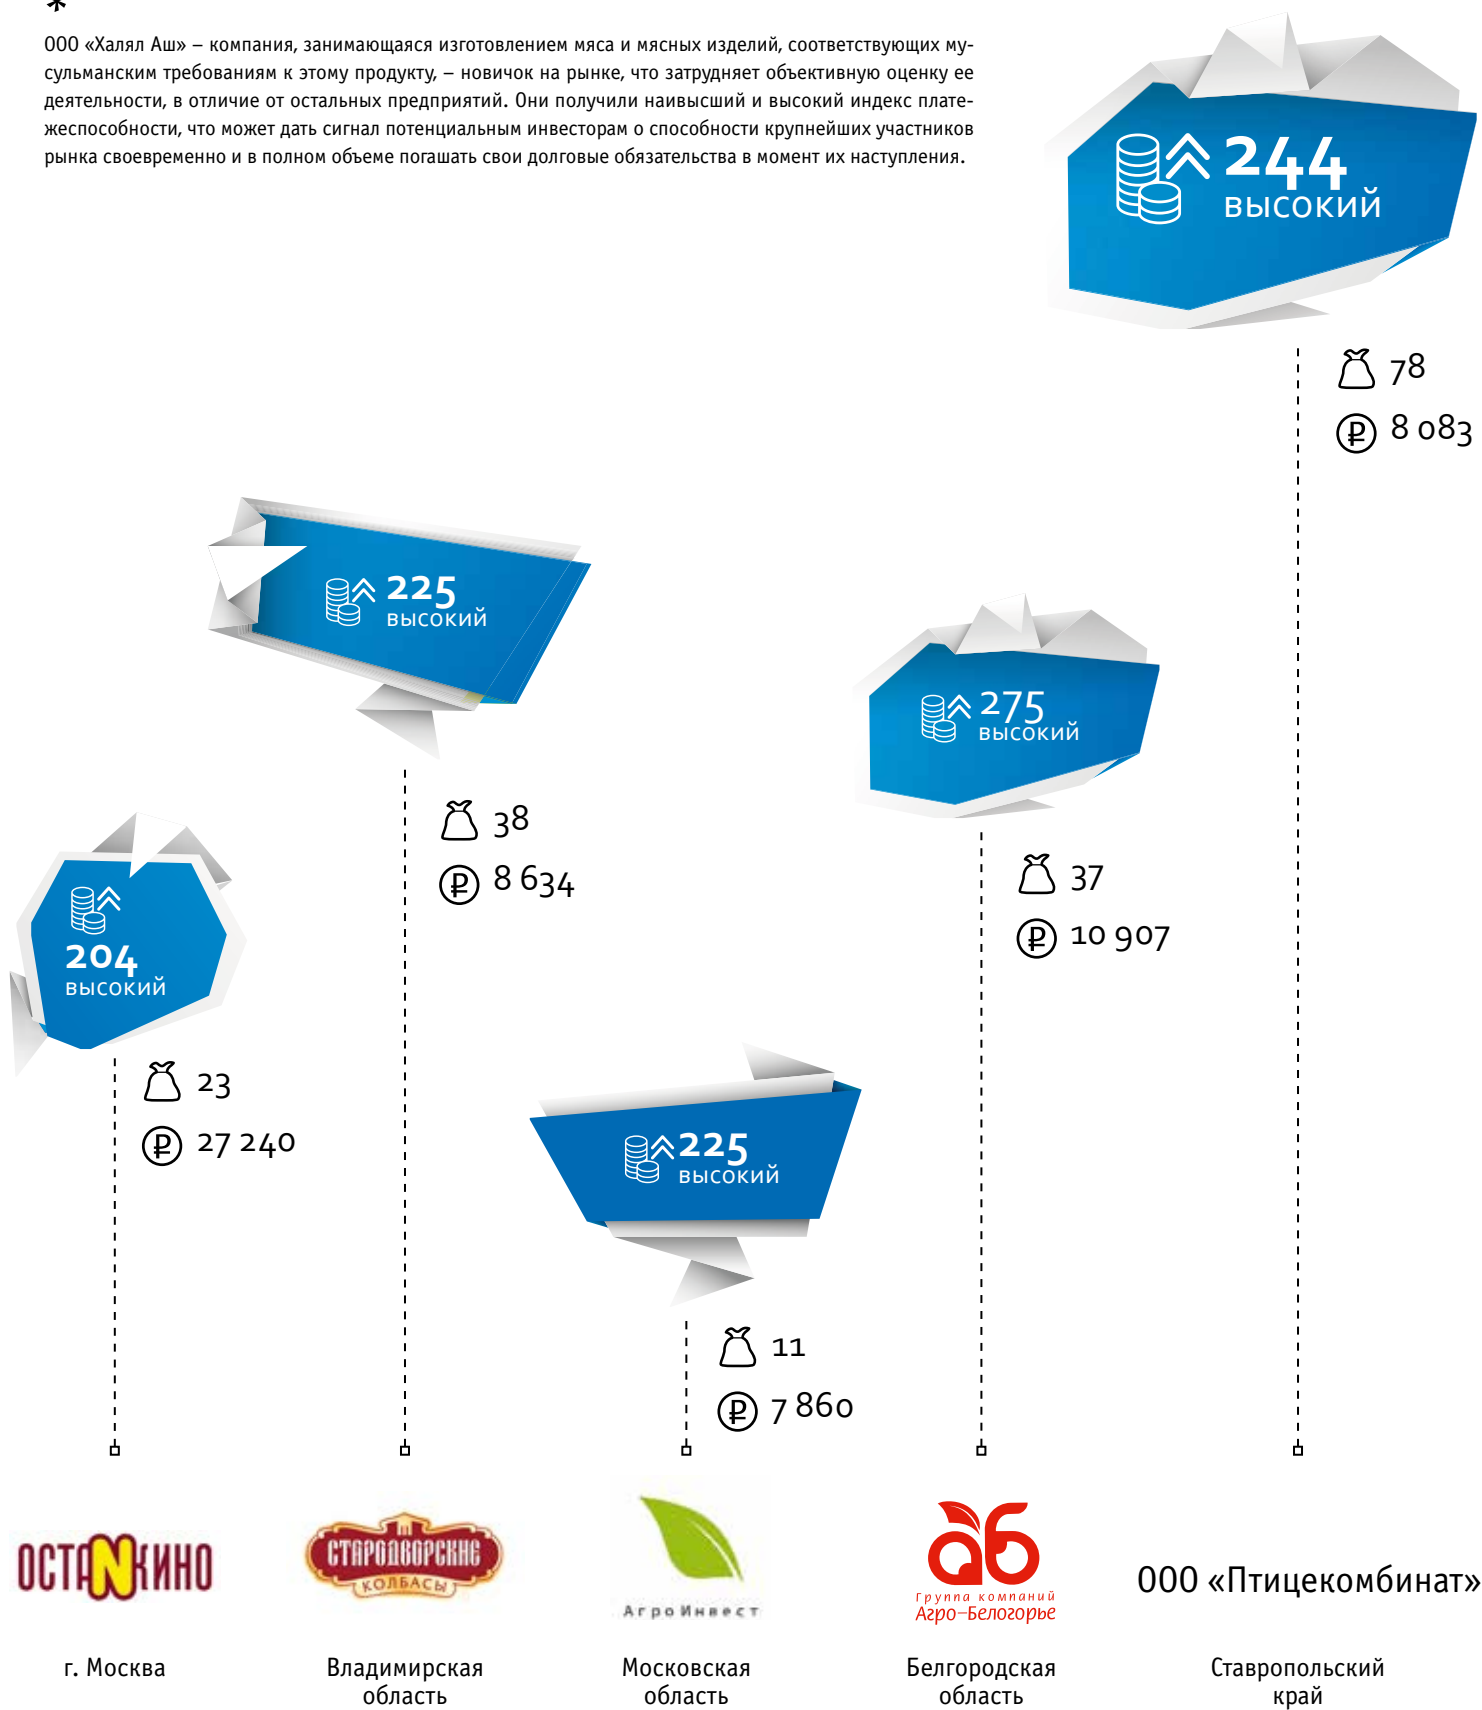 *
ООО «Халял Аш» – компания, занимающаяся изготовлением мяса и мясных изделий, соответствующих му-
сульманским требованиям к этому продукту, – новичок на рынке, что затрудняет объективную оценку ее
деятельности, в отличие от остальных предприятий. Они получили наивысший и высокий индекс плате-
жеспособности, что может дать сигнал потенциальным инвесторам о способности крупнейших участников
рынка своевременно и в полном объеме погашать свои долговые обязательства в момент их наступления.
244
высокий
78
8 083
225
высокий
38
8 634
275
высокий
37
10 907
204
высокий
23
27 240
225
высокий
11
7 860
ОСТАNКИНО
СТАРОДВОРСКИЕ
КОЛБАСЫ
АгроИнвест
аб
Группа компаний
Агро-Белогорье
ООО «Птицекомбинат»
г. Москва
Владимирская
область
Московская
область
Белгородская
область
Ставропольский
край